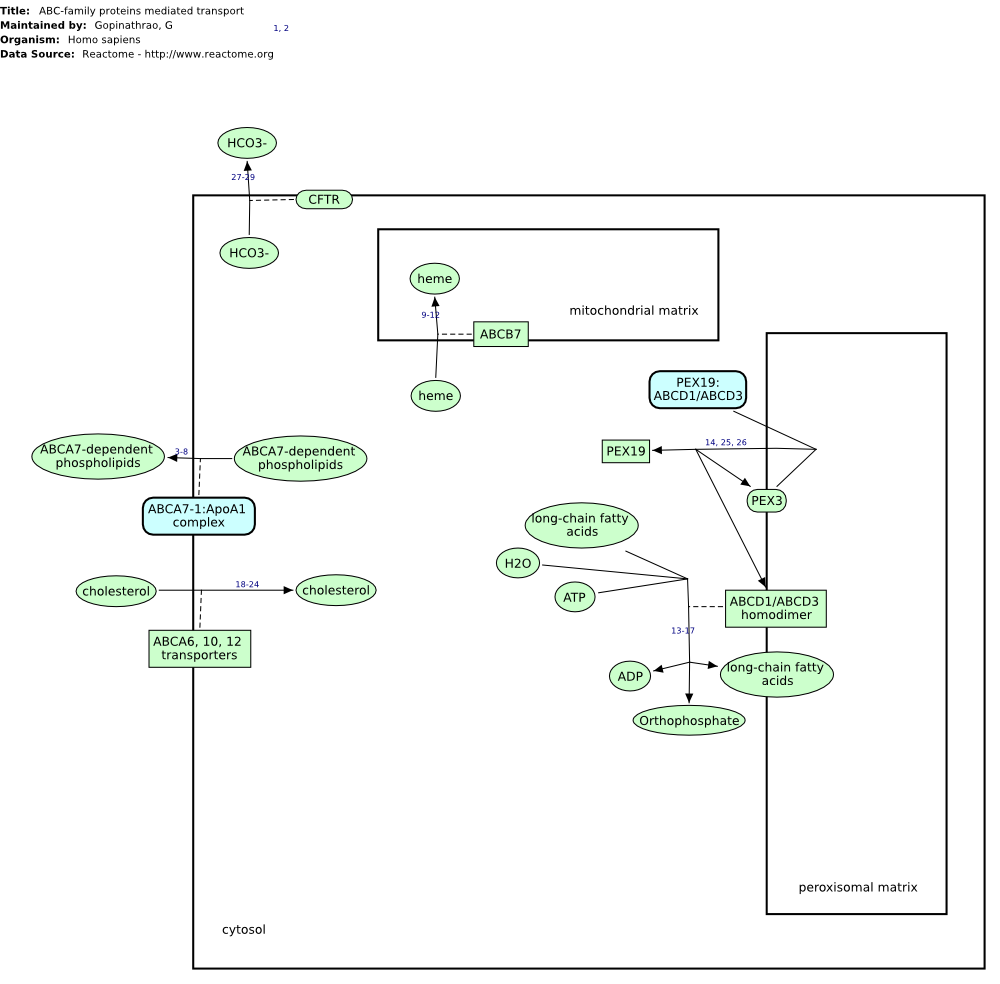 Title: ABC-family proteins mediated transport
Maintained by: Gopinathrao, G
1, 2
Organism: Homo sapiens
Data Source: Reactome - http://www.reactome.org
HCO3-
27-29
CFTR
HCO3-
heme
mitochondrial matrix
9-12
ABCB7
heme
PEX19:
ABCD1/ABCD3
14, 25, 26
PEX19
PEX3
ABCA7-dependent
phospholipids
3-8
ABCA7-dependent
phospholipids
ABCA7-1:ApoA1
complex
long-chain fatty
acids
H2O
ATP
cholesterol
18-24
cholesterol
ABCD1/ABCD3
homodimer
13-17
ABCA6, 10, 12
transporters
ADP
long-chain fatty
acids
Orthophosphate
peroxisomal matrix
cytosol